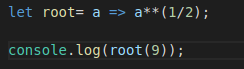 let root= a => a**(1/2);
console.log(root(9));